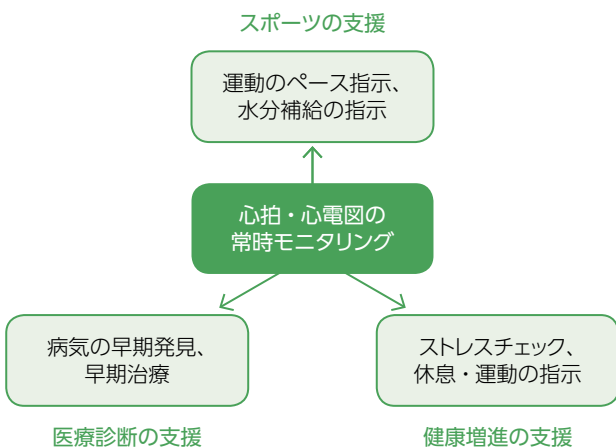 スポーツの支援
運動のペース指示、
水分補給の指示
心拍・心電図の
常時モニタリング
病気の早期発見、
早期治療
医療診断の支援
ストレスチェック、
休息・運動の指示
健康増進の支援